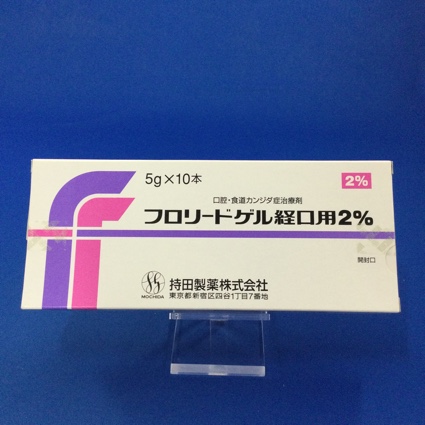 5g×10本
2%
口腔・食道カンジダ症治療剤
フロリードゲル経口用2%
開封口
MOCHIDA
持田製薬株式会社
東京都新宿区四谷1丁目7番地